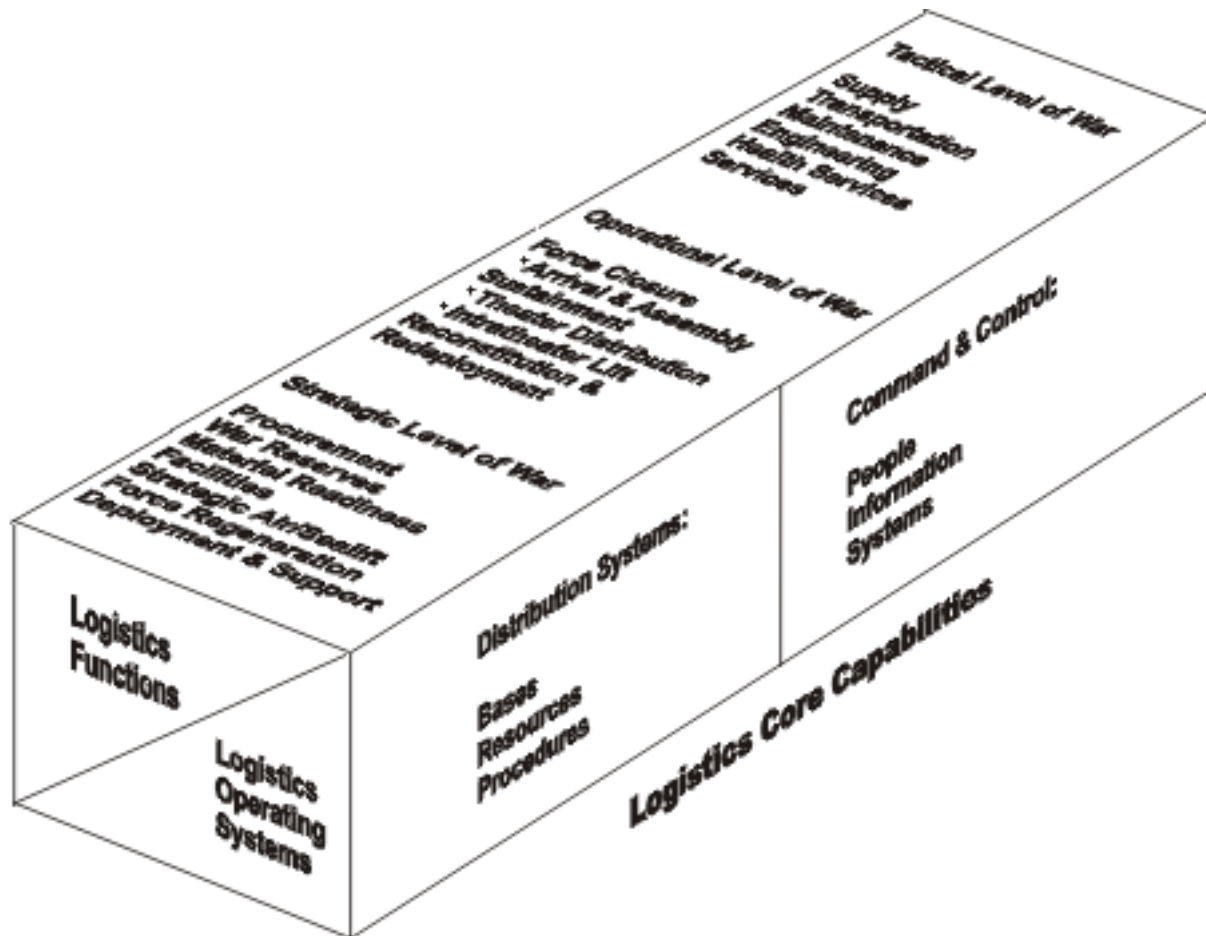 Tactical Level of War
Supply
Transportation
Maintenance
Engineering
Health Services
Services
Operational Level of War
Force Closure
*Arrival & Assembly
Sustainment
*Theater Distribution
*Intratheater Lift
Reconstitution &
Redeployment
Strategic Level of War
Procurement
War Reserves
Material Readiness
Facilities
Strategic Air/Sealift
Force Regeneration
Deployment & Support
Logistics
Functions
Logistics
Operating
Systems
Distribution Systems:
Bases
Resources
Procedures
Command & Control:
People
Information
Systems
Logistics Core Capabilities